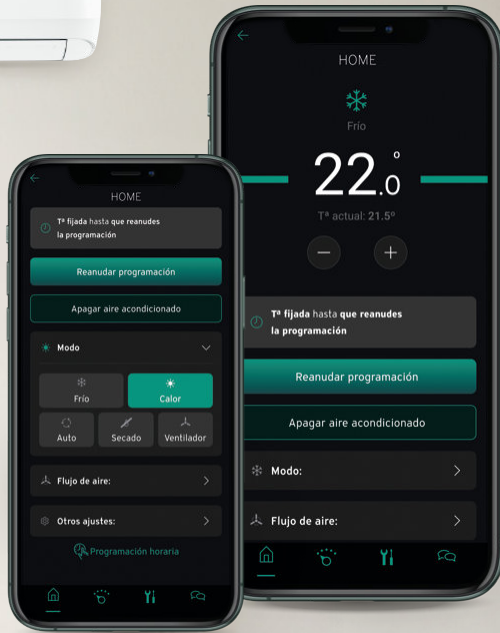 HOME
Tª fijada hasta que reanudes
la programación
Reanudar programación
Apagar aire acondicionado
Modo
Frío
Calor
Auto
Secado
Ventilador
Flujo de aire:
Otros ajustes:
Programación horaria
HOME
Frío
22.0°
Tª actual: 21.5º
Tª fijada hasta que reanudes
la programación
Reanudar programación
Apagar aire acondicionado
Modo:
Flujo de aire: